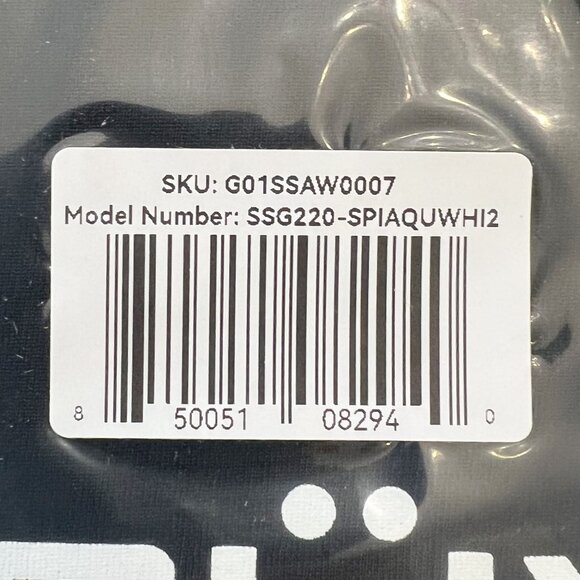 SKU: G01SSAW0007
Model Number: SSG220-SPIAQUWHI2
8 50051 08294 0